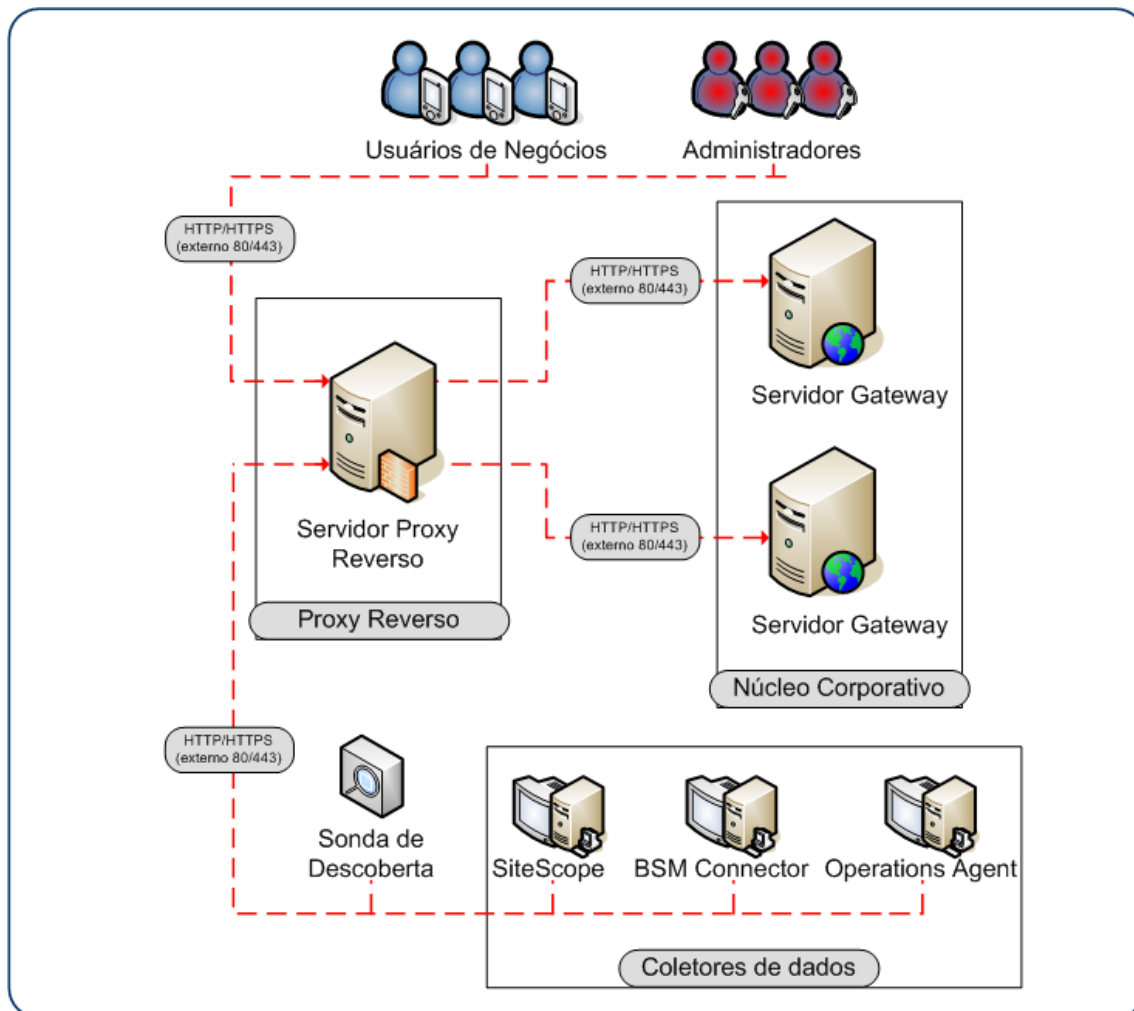 Usuários de Negócios
Administradores
HTTP/HTTPS
(externo 80/443)
HTTP/HTTPS
(externo 80/443)
Servidor Gateway
Servidor Proxy
Reverso
HTTP/HTTPS
(externo 80/443)
Servidor Gateway
Proxy Reverso
Núcleo Corporativo
HTTP/HTTPS
(externo 80/443)
Sonda de
Descoberta
SiteScope
BSM Connector
Operations Agent
Coletores de dados